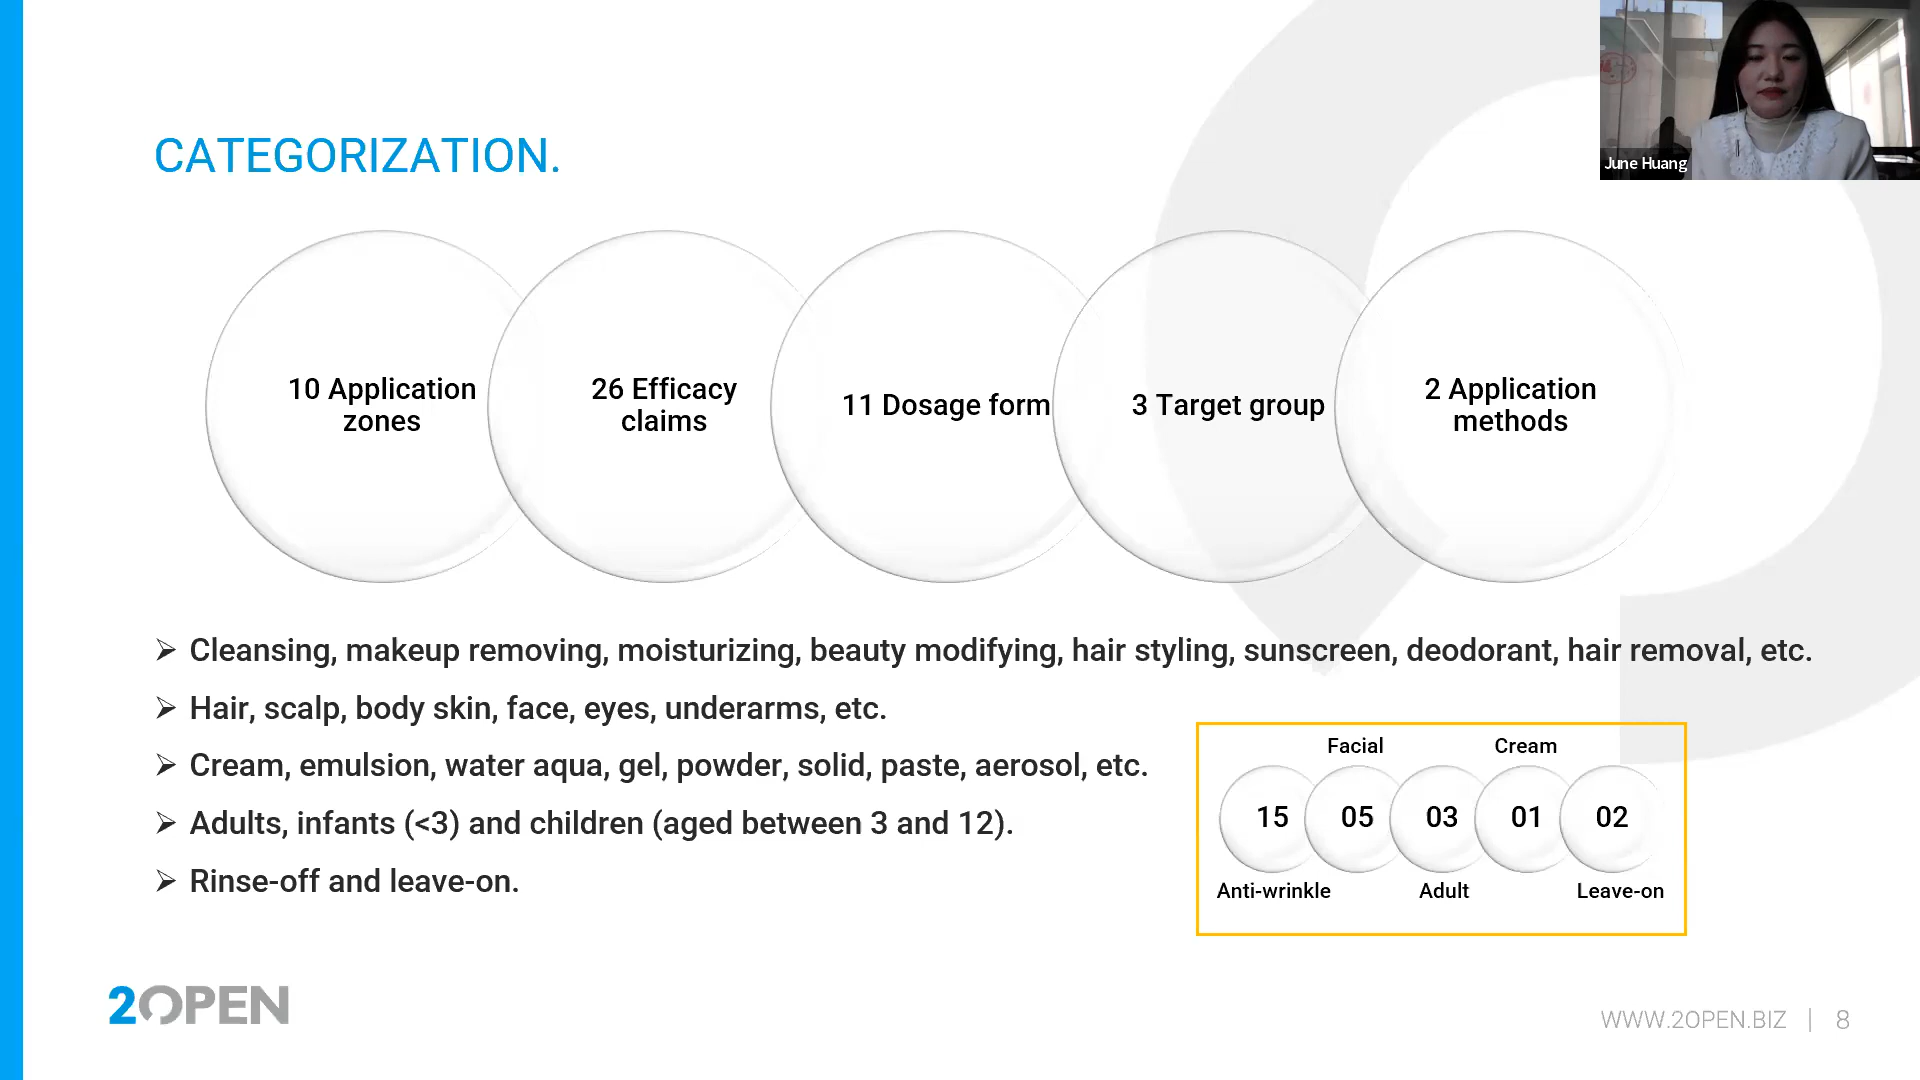 June Huang
CATEGORIZATION.
10 Application
zones
26 Efficacy
claims
11 Dosage form
3 Target group
2 Application
methods
➢ Cleansing, makeup removing, moisturizing, beauty modifying, hair styling, sunscreen, deodorant, hair removal, etc.
➢ Hair, scalp, body skin, face, eyes, underarms, etc.
➢ Cream, emulsion, water aqua, gel, powder, solid, paste, aerosol, etc.
➢ Adults, infants (<3) and children (aged between 3 and 12).
➢ Rinse-off and leave-on.
Facial Cream
15 05 03 01 02
Anti-wrinkle Adult Leave-on
2OPEN
WWW.2OPEN.BIZ | 8